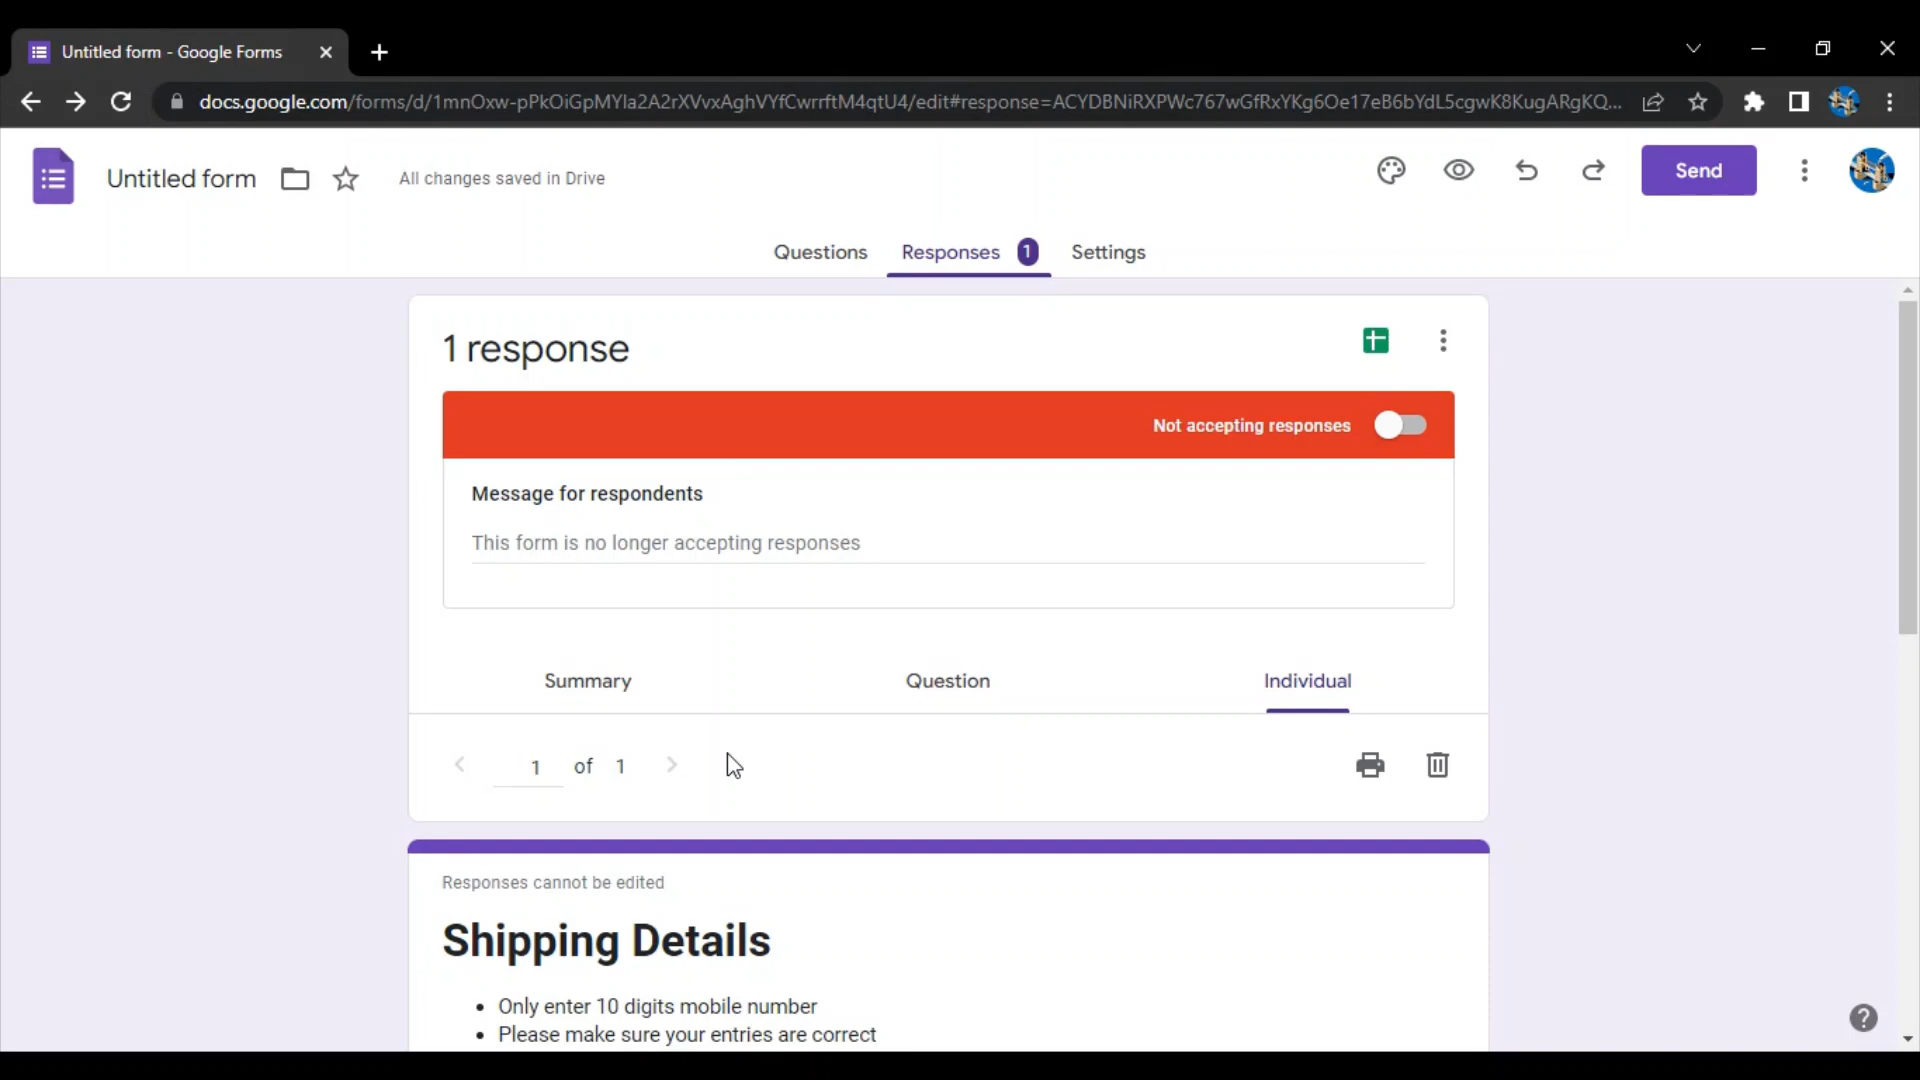 Untitled form - Google Forms
docs.google.com/forms/d/1mnOxw-pPkOiGpMYIa2A2rXVvxAghVYfCwrrftM4qtU4/edit#response=ACYDBNiRXPWc767wGfRxYKg6Oe17eB6bYdL5cgwK8KugARgKQ...
Untitled form
All changes saved in Drive
Send
Questions
Responses 1
Settings
1 response
Not accepting responses
Message for respondents
This form is no longer accepting responses
Summary
Question
Individual
1 of 1
Responses cannot be edited
Shipping Details
• Only enter 10 digits mobile number
• Please make sure your entries are correct